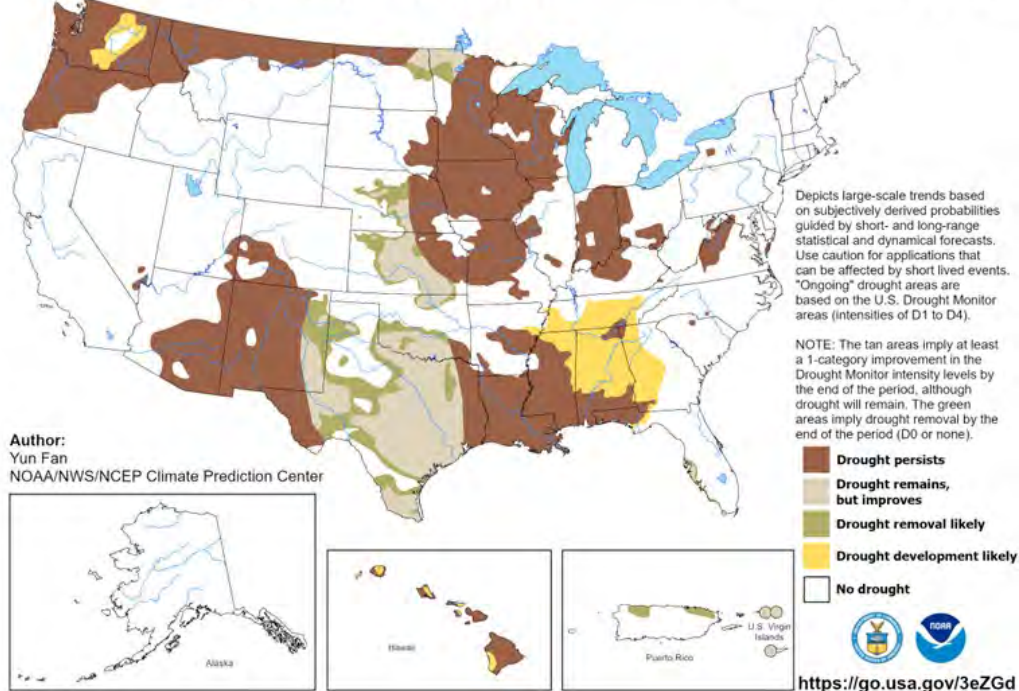 Depicts large-scale trends based
on subjectively derived probabilities
guided by short- and long-range
statistical and dynamical forecasts.
Use caution for applications that
can be affected by short lived events.
"Ongoing" drought areas are
based on the U.S. Drought Monitor
areas (intensities of D1 to D4).
NOTE: The tan areas imply at least
a 1-category improvement in the
Drought Monitor intensity levels by
the end of the period, although
drought will remain. The green
areas imply drought removal by the
end of the period (D0 or none).
Author:
Yun Fan
NOAA/NWS/NCEP Climate Prediction Center
Drought persists
Drought remains,
but improves
Drought removal likely
Drought development likely
No drought
Alaska
Hawaii
Puerto Rico
U.S. Virgin
Islands
NOAA
https://go.usa.gov/3eZGd